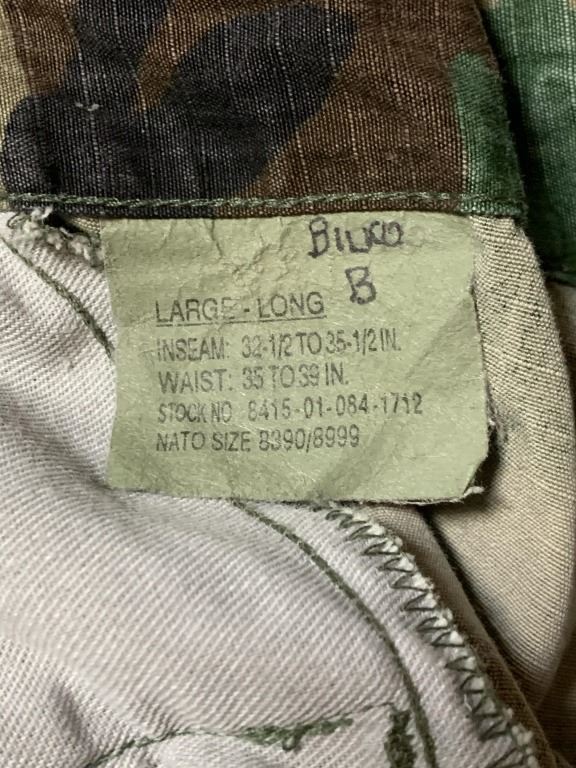 BILKO
B
LARGE - LONG
INSEAM: 32-1/2 TO 35-1/2 IN.
WAIST: 35 TO 39 IN.
STOCK NO. 8415-01-084-1712
NATO SIZE 8390/8999